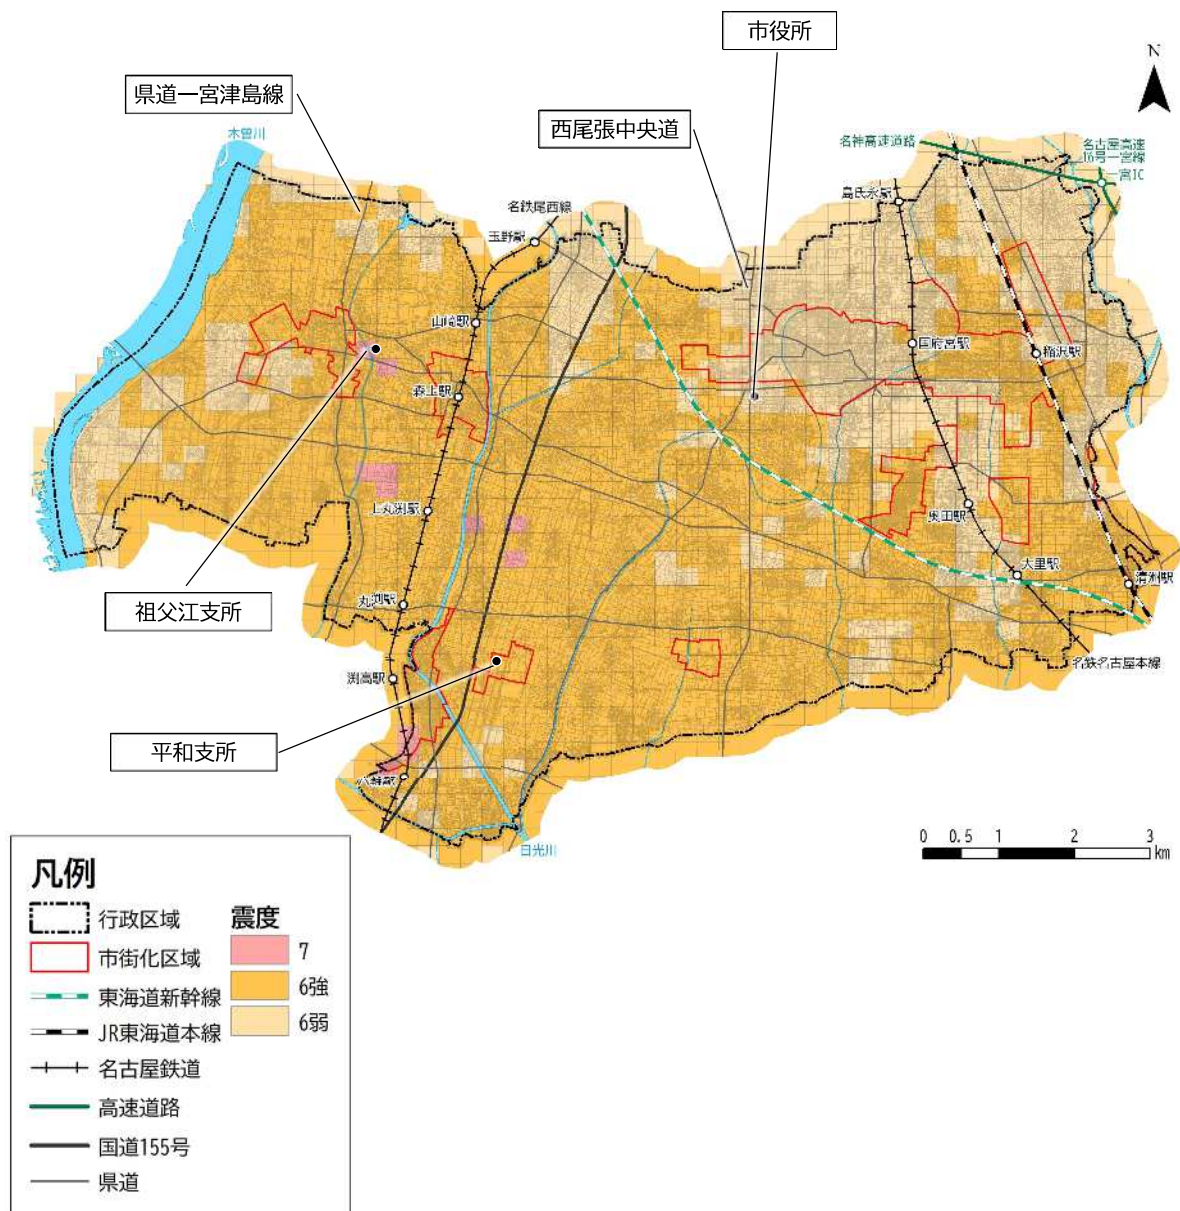 市役所
N
県道一宮津島線
西尾張中央道
木曽川
名神高速道路
名古屋高速
16号一宮線
一宮IC
島氏永駅
名鉄尾西線
玉野駅
山崎駅
国府宮駅
稲沢駅
森上駅
上丸渕駅
奥田駅
大里駅
清洲駅
祖父江支所
丸渕駅
渕高駅
名鉄名古屋本線
平和支所
六輪駅
日光川
0 0.5 1 2 3
km
凡例
行政区域
市街化区域
東海道新幹線
JR東海道本線
名古屋鉄道
高速道路
国道155号
県道
震度
7
6強
6弱